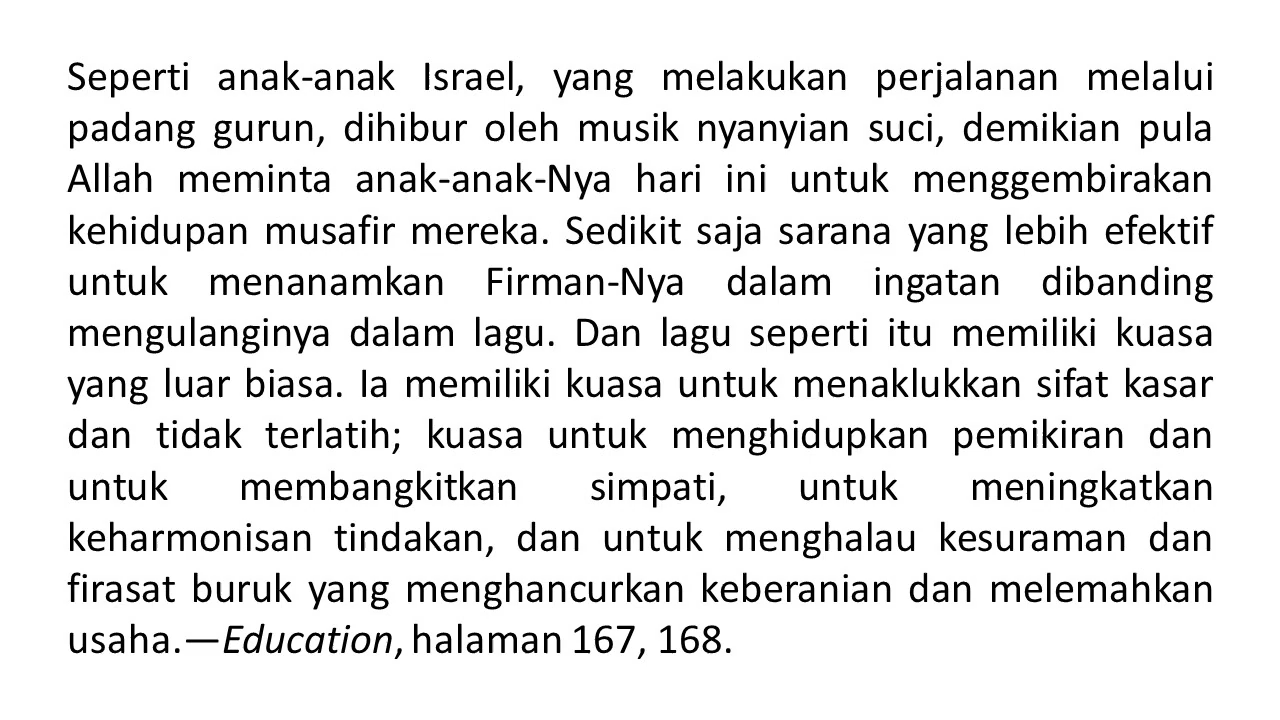 Seperti anak-anak Israel, yang melakukan perjalanan melalui
padang gurun, dihibur oleh musik nyanyian suci, demikian pula
Allah meminta anak-anak-Nya hari ini untuk menggembirakan
kehidupan musafir mereka. Sedikit saja sarana yang lebih efektif
untuk menanamkan Firman-Nya dalam ingatan dibanding
mengulanginya dalam lagu. Dan lagu seperti itu memiliki kuasa
yang luar biasa. Ia memiliki kuasa untuk menaklukkan sifat kasar
dan tidak terlatih; kuasa untuk menghidupkan pemikiran dan
untuk membangkitkan simpati, untuk meningkatkan
keharmonisan tindakan, dan untuk menghalau kesuraman dan
firasat buruk yang menghancurkan keberanian dan melemahkan
usaha.—Education, halaman 167, 168.